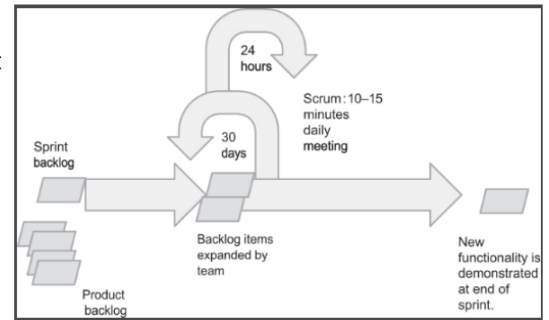 24
hours
Scrum: 10–15
minutes
daily
meeting
30
days
Sprint
backlog
Backlog items
expanded by
team
New
functionality is
demonstrated
at end of
sprint.
Product
backlog